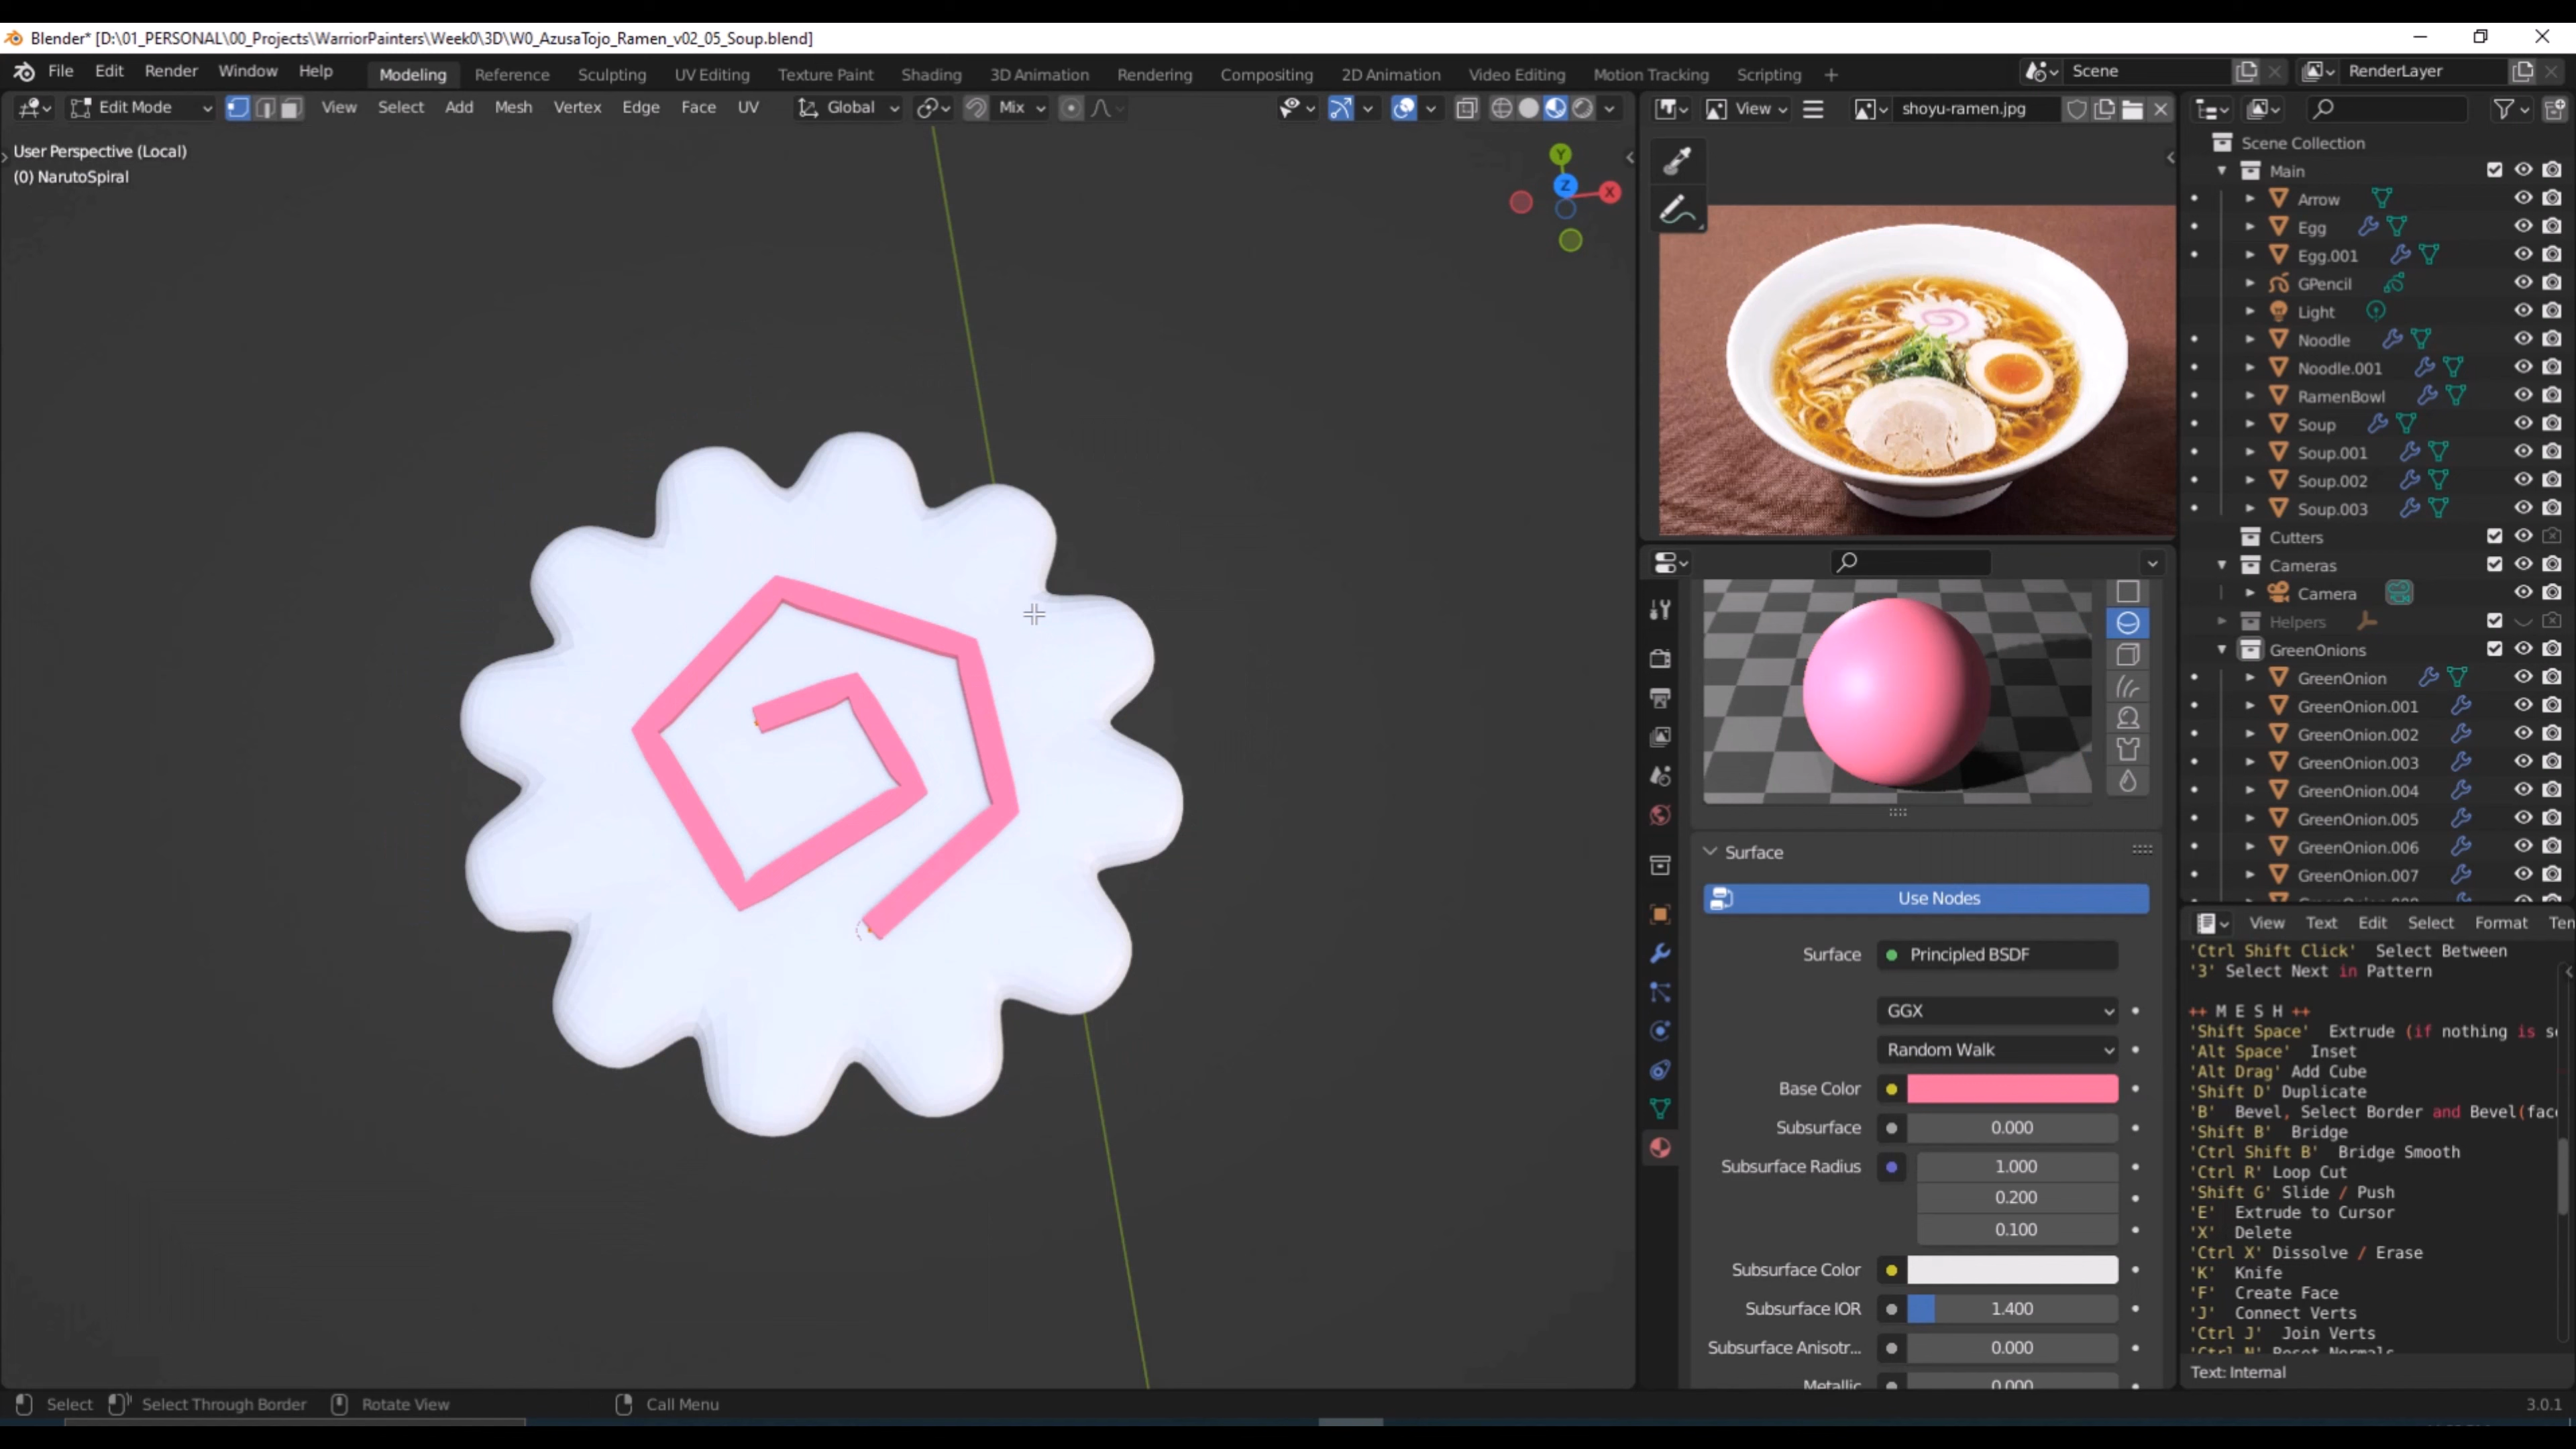 Blender* [D:\01_PERSONAL\00_Projects\WarriorPainters\Week0\3D\W0_AzusaTojo_Ramen_v02_05_Soup.blend]
File Edit Render Window Help Modeling Reference Sculpting UV Editing Texture Paint Shading 3D Animation Rendering Compositing 2D Animation Video Editing Motion Tracking Scripting + Scene RenderLayer
Edit Mode View Select Add Mesh Vertex Edge Face UV Global Mix View shoyu-ramen.jpg
User Perspective (Local)
(0) NarutoSpiral
Y
Z
X
Scene Collection
Main
Arrow
Egg
Egg.001
GPencil
Light
Noodle
Noodle.001
RamenBowl
Soup
Soup.001
Soup.002
Soup.003
Cutters
Cameras
Camera
Helpers
GreenOnions
GreenOnion
GreenOnion.001
GreenOnion.002
GreenOnion.003
GreenOnion.004
GreenOnion.005
GreenOnion.006
GreenOnion.007
Surface
Use Nodes
Surface Principled BSDF
GGX
Random Walk
Base Color
Subsurface 0.000
Subsurface Radius 1.000
0.200
0.100
Subsurface Color
Subsurface IOR 1.400
Subsurface Anisotr... 0.000
Metallic 0.000
View Text Edit Select Format Ten
'Ctrl Shift Click' Select Between
'3' Select Next in Pattern
++ M E S H ++
'Shift Space' Extrude (if nothing is s
'Alt Space' Inset
'Alt Drag' Add Cube
'Shift D' Duplicate
'B' Bevel, Select Border and Bevel(fac
'Shift B' Bridge
'Ctrl Shift B' Bridge Smooth
'Ctrl R' Loop Cut
'Shift G' Slide / Push
'E' Extrude to Cursor
'X' Delete
'Ctrl X' Dissolve / Erase
'K' Knife
'F' Create Face
'J' Connect Verts
'Ctrl J' Join Verts
'Ctrl N' Reset Normals
Text: Internal
Select Select Through Border Rotate View Call Menu 3.0.1